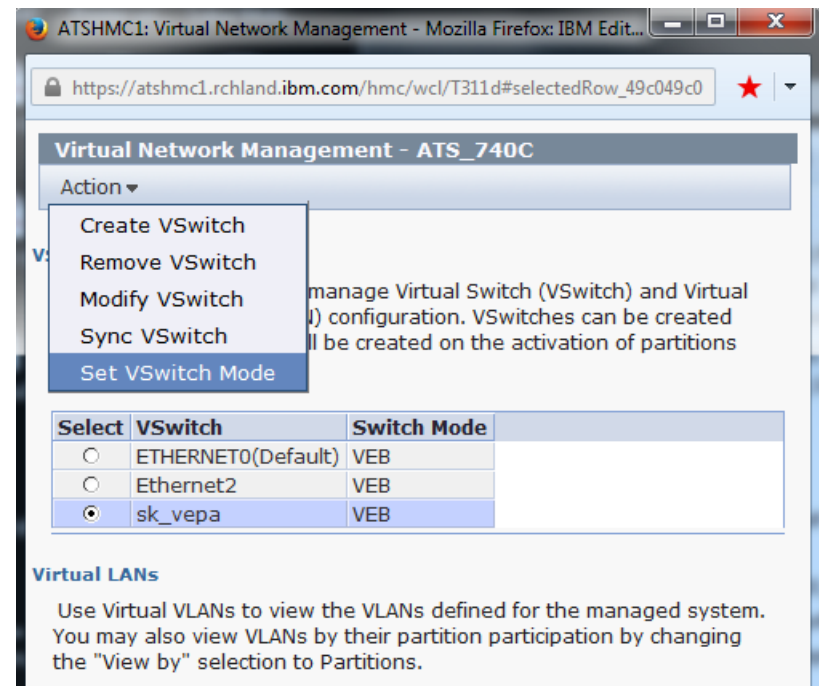 ATSHMC1: Virtual Network Management - Mozilla Firefox: IBM Edit...
https://atshmc1.rchland.ibm.com/hmc/wcl/T311d#selectedRow_49c049c0
Virtual Network Management - ATS_740C
Action
Create VSwitch
Remove VSwitch
Modify VSwitch
Sync VSwitch
Set VSwitch Mode
manage Virtual Switch (VSwitch) and Virtual
) configuration. VSwitches can be created
be created on the activation of partitions
Select VSwitch Switch Mode
ETHERNET0(Default) VEB
Ethernet2 VEB
sk_vepa VEB
Virtual LANs
Use Virtual VLANs to view the VLANs defined for the managed system.
You may also view VLANs by their partition participation by changing
the "View by" selection to Partitions.